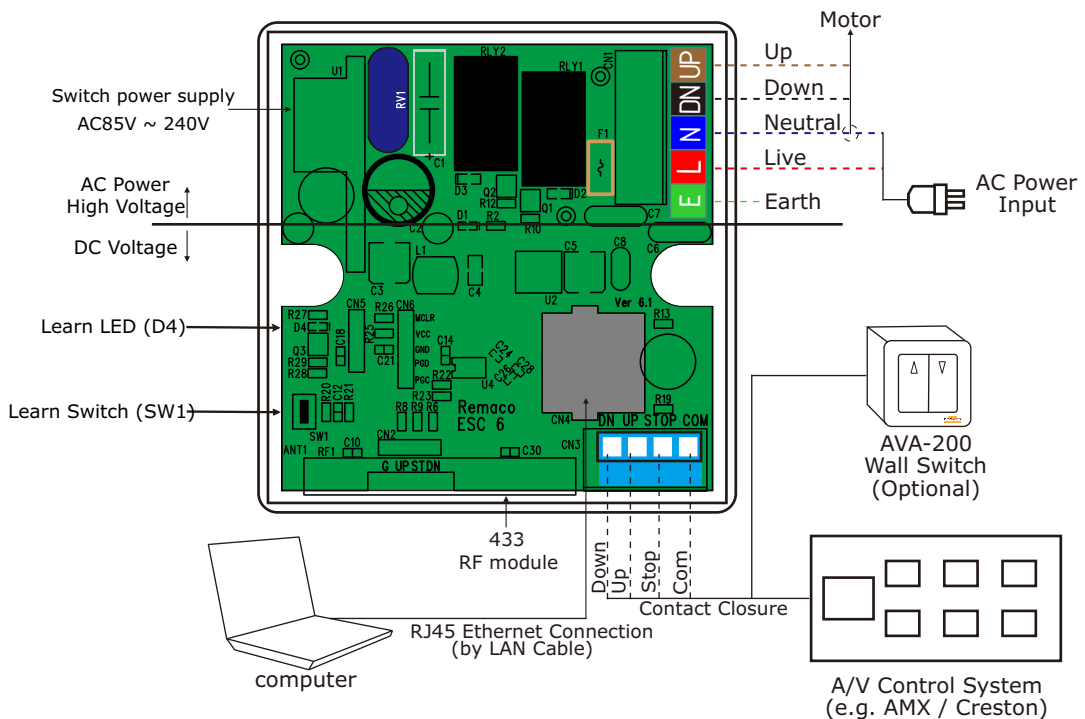 Motor
Up
Down
Neutral
Live
Earth
AC Power
Input
Switch power supply
AC85V ~ 240V
AC Power
High Voltage
DC Voltage
Learn LED (D4)
Learn Switch (SW1)
U1
RV1
C1
+
RLY2
RLY1
CN1
F1
UP
DN
N
L
E
D3
Q2
R12
D2
Q1
D1
R2
R10
C7
C2
C6
L1
C3
C4
C5
C8
U2
Ver 6.1
R27
D4
Q3
R29
R28
C18
CN5
R25
R26
C21
CN6
MCLR
VCC
GND
PGD
PGC
C14
U4
C24
C26
C28
R22
R23
R13
R19
R20
C12
R21
SW1
R8
R9
R6
Remaco
ESC 6
CN4
DN UP STOP COM
CN3
ANT1
RF1
C10
CN2
G UP ST DN
C30
433
RF module
Down
Up
Stop
Com
Contact Closure
AVA-200
Wall Switch
(Optional)
RJ45 Ethernet Connection
(by LAN Cable)
computer
A/V Control System
(e.g. AMX / Creston)